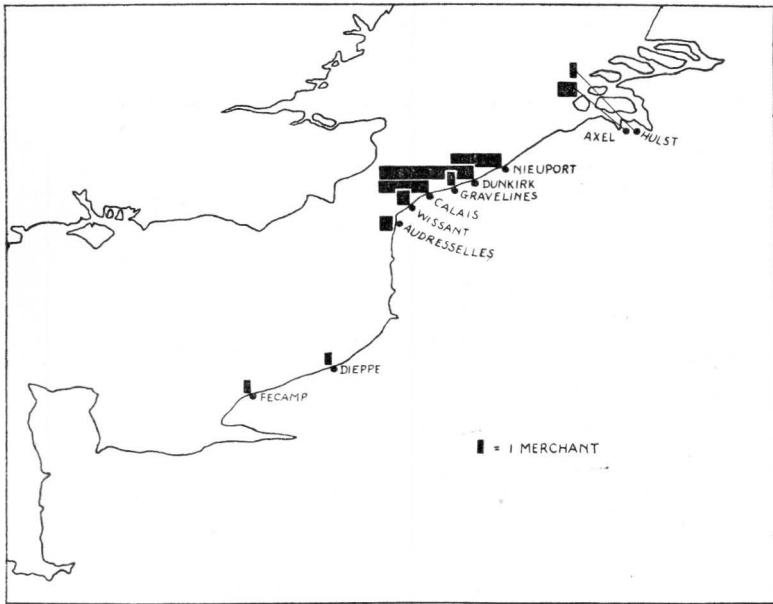 AXEL
HULST
NIEUPORT
DUNKIRK
GRAVELINES
CALAIS
WISSANT
AUDRESSELLES
DIEPPE
FECAMP
= 1 MERCHANT